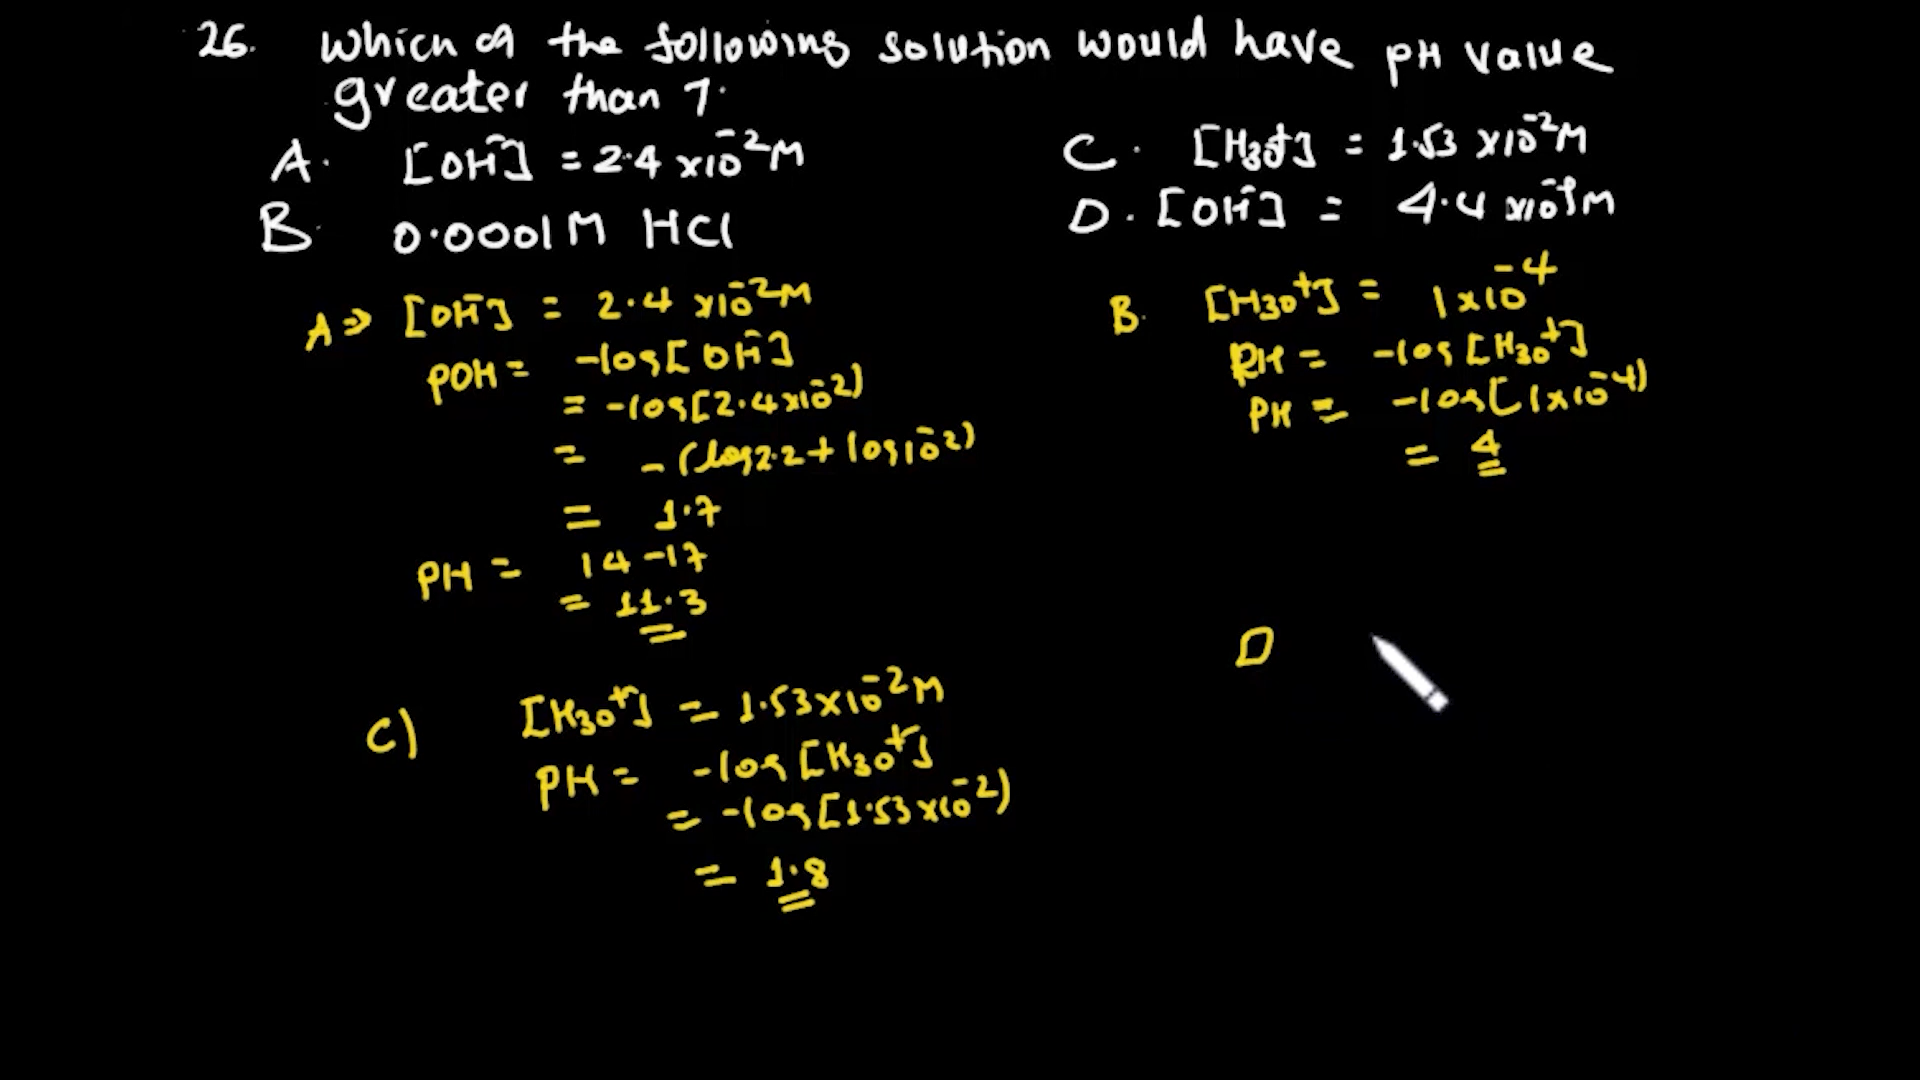 26. Which of the following solution would have pH value
greater than 7.
A. [OH⁻] = 2.4 x10⁻²M
B. 0.0001M HCl
C. [H3O⁺] = 1.53 x10⁻²M
D. [OH⁻] = 4.4 x10⁻⁹M
A⇒ [OH⁻] = 2.4 x10⁻²M
POH = -log[OH⁻]
= -log[2.4x10⁻²)
= -(log2.2+log10⁻²)
= 1.7
PH = 14-17
= 11.3
B. [H3O⁺] = 1x10⁻⁴
PH = -log[H3O⁺]
PH = -log[1x10⁻⁴)
= 4
C) [H3O⁺] = 1.53x10⁻²M
PH = -log[H3O⁺]
= -log[1.53x10⁻²)
= 1.8
D